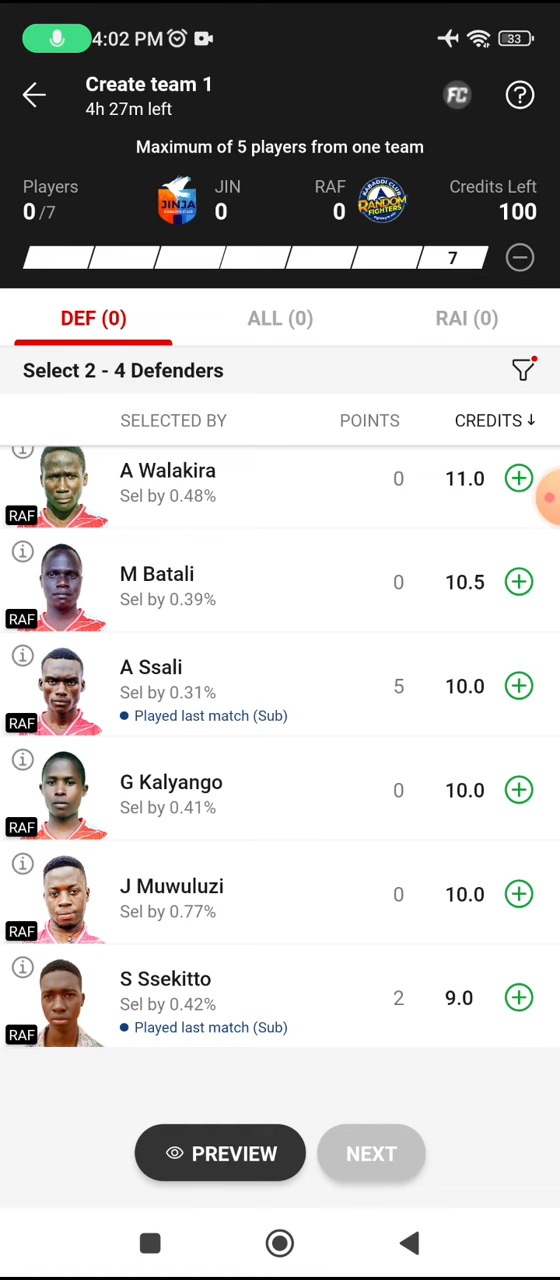 4:02 PM
33
Create team 1
4h 27m left
FC
?
Maximum of 5 players from one team
Players
0/7
JINJA
JIN
0
RAF
0
KABADDI CLUB
RANDOM
FIGHTERS
Credits Left
100
7
DEF (0)
ALL (0)
RAI (0)
Select 2 - 4 Defenders
SELECTED BY
POINTS
CREDITS ↓
A Walakira
Sel by 0.48%
0
11.0
RAF
M Batali
Sel by 0.39%
0
10.5
RAF
A Ssali
Sel by 0.31%
Played last match (Sub)
5
10.0
RAF
G Kalyango
Sel by 0.41%
0
10.0
RAF
J Muwuluzi
Sel by 0.77%
0
10.0
RAF
S Ssekitto
Sel by 0.42%
Played last match (Sub)
2
9.0
RAF
PREVIEW
NEXT